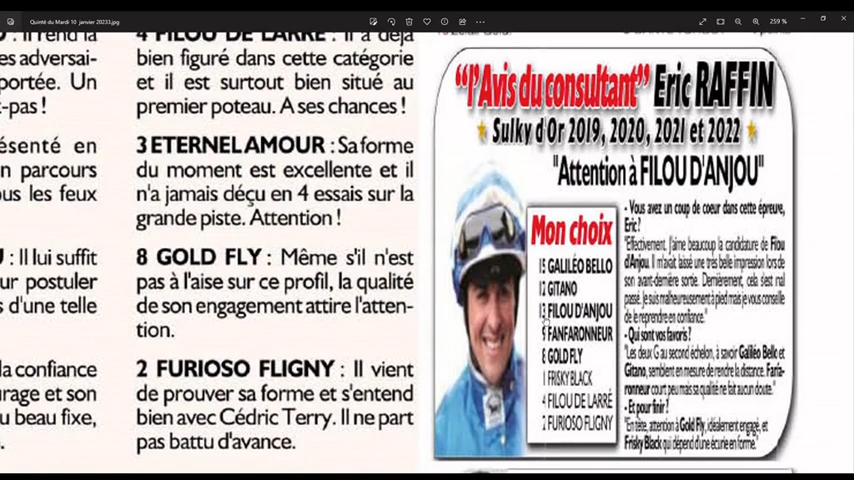 Quinté du Mardi 10 janvier 20233.jpg
259 %
es adversai-
portée. Un
-pas !
ésenté en
n parcours
ous les feux
U : Il lui suffit
ur postuler
s d'une telle
la confiance
urage et son
u beau fixe,
4 FILOU DE LARRE : Il a déjà
bien figuré dans cette catégorie
et il est surtout bien situé au
premier poteau. A ses chances !
3 ETERNEL AMOUR : Sa forme
du moment est excellente et il
n'a jamais déçu en 4 essais sur la
grande piste. Attention !
8 GOLD FLY : Même s'il n'est
pas à l'aise sur ce profil, la qualité
de son engagement attire l'atten-
tion.
2 FURIOSO FLIGNY : Il vient
de prouver sa forme et s'entend
bien avec Cédric Terry. Il ne part
pas battu d'avance.
"l'Avis du consultant" Eric RAFFIN
Sulky d'Or 2019, 2020, 2021 et 2022
"Attention à FILOU D'ANJOU"
Mon choix
15 GALILÉO BELLO
12 GITANO
13 FILOU D'ANJOU
9 FANFARONNEUR
8 GOLD FLY
1 FRISKY BLACK
4 FILOU DE LARRÉ
2 FURIOSO FLIGNY
- Vous avez un coup de coeur dans cette épreuve,
Eric ?
"Effectivement, j'aime beaucoup la candidature de Filou
d'Anjou. Il m'avait laissé une très belle impression lors de
son avant-dernière sortie. Dernièrement, cela s'est mal
passé. Je suis malheureusement à pied mais je vous conseille
de le reprendre en confiance."
- Qui sont vos favoris ?
"Les deux G au second échelon, à savoir Galiléo Bello et
Gitano, semblent en mesure de rendre la distance. Fanfa-
ronneur court peu mais sa qualité ne fait aucun doute."
- Et pour finir ?
"En tête, attention à Gold Fly, idéalement engagé, et
Frisky Black qui dépend d'une écurie en forme."